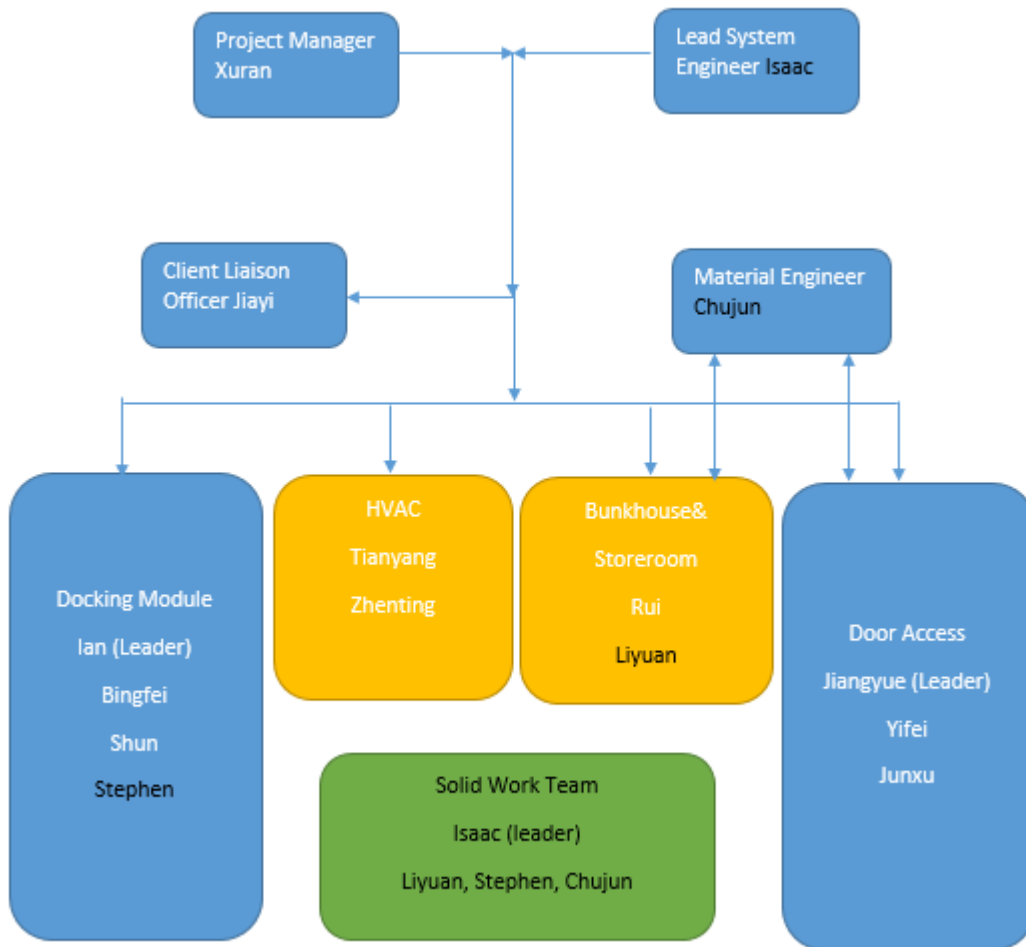 Project Manager
Xuran
Lead System
Engineer Isaac
Client Liaison
Officer Jiayi
Material Engineer
Chujun
Docking Module
Ian (Leader)
Bingfei
Shun
Stephen
HVAC
Tianyang
Zhenting
Bunkhouse&
Storeroom
Rui
Liyuan
Door Access
Jiangyue (Leader)
Yifei
Junxu
Solid Work Team
Isaac (leader)
Liyuan, Stephen, Chujun